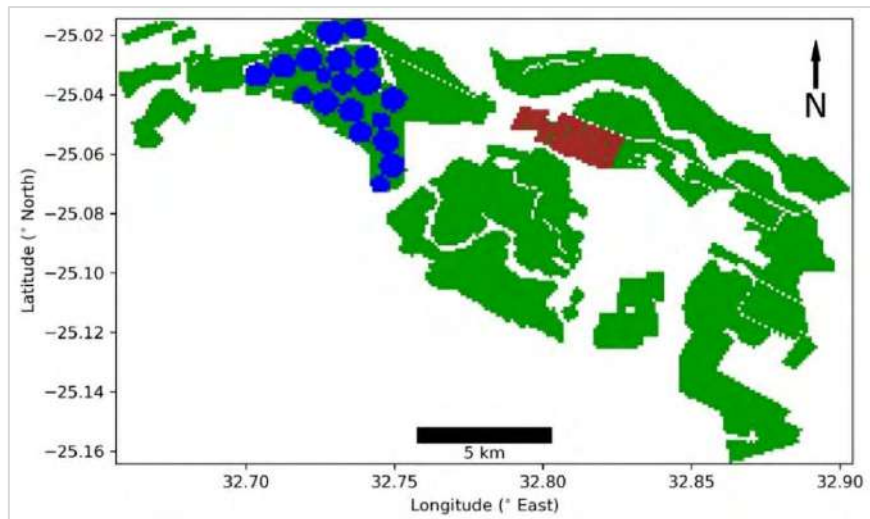 −25.02
−25.04
−25.06
−25.08
−25.10
−25.12
−25.14
−25.16
Latitude (° North)
N
5 km
32.70 32.75 32.80 32.85 32.90
Longitude (° East)